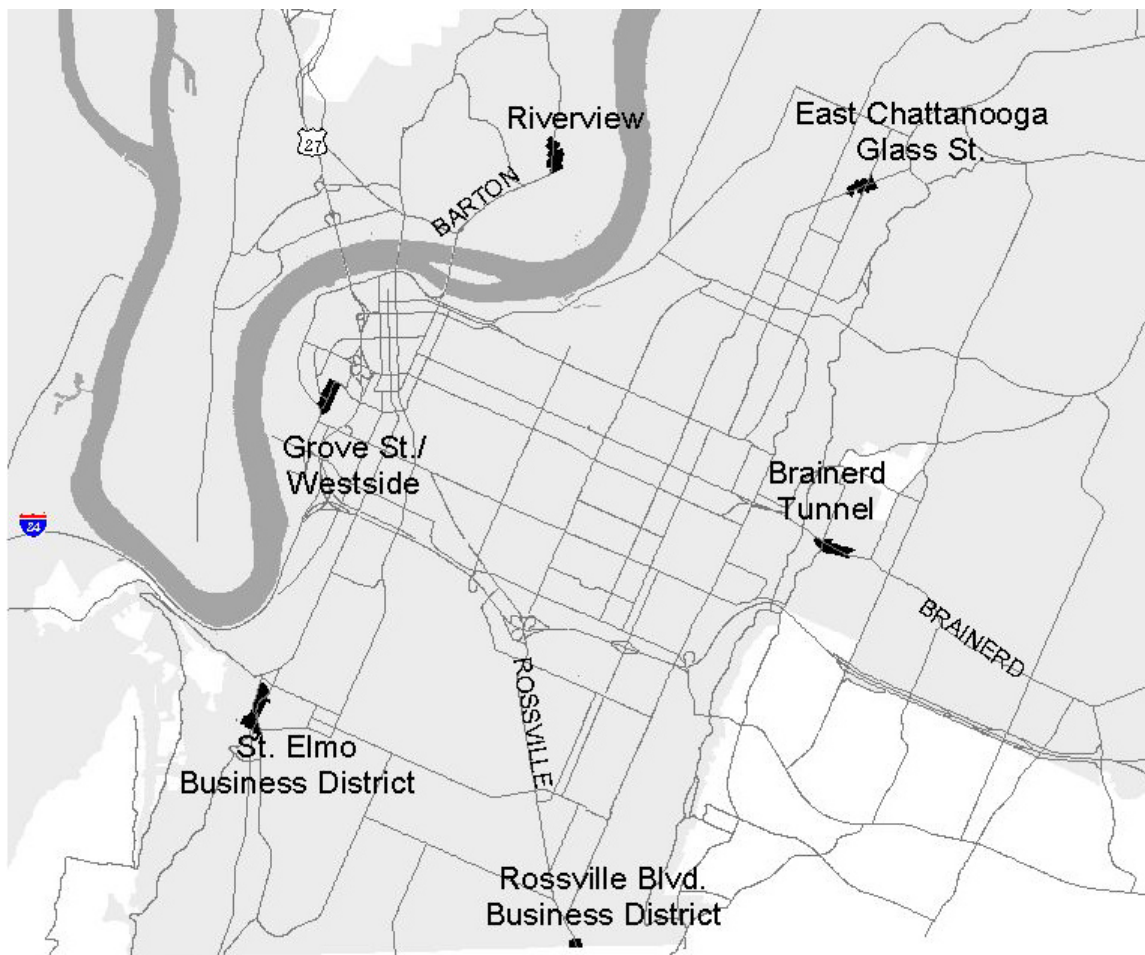 Riverview
East Chattanooga
Glass St.
27
BARTON
Grove St./
Westside
Brainerd
Tunnel
24
BRAINERD
ROSSVILLE
St. Elmo
Business District
Rossville Blvd.
Business District